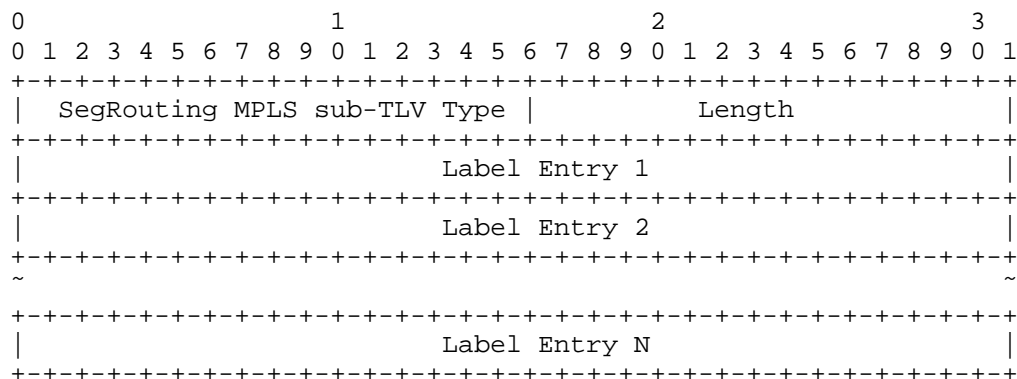 0                   1                   2                   3
0 1 2 3 4 5 6 7 8 9 0 1 2 3 4 5 6 7 8 9 0 1 2 3 4 5 6 7 8 9 0 1
+-+-+-+-+-+-+-+-+-+-+-+-+-+-+-+-+-+-+-+-+-+-+-+-+-+-+-+-+-+-+-+
|  SegRouting MPLS sub-TLV Type |          Length             |
+-+-+-+-+-+-+-+-+-+-+-+-+-+-+-+-+-+-+-+-+-+-+-+-+-+-+-+-+-+-+-+
|                          Label Entry 1                      |
+-+-+-+-+-+-+-+-+-+-+-+-+-+-+-+-+-+-+-+-+-+-+-+-+-+-+-+-+-+-+-+
|                          Label Entry 2                      |
+-+-+-+-+-+-+-+-+-+-+-+-+-+-+-+-+-+-+-+-+-+-+-+-+-+-+-+-+-+-+-+
~                                                             ~
+-+-+-+-+-+-+-+-+-+-+-+-+-+-+-+-+-+-+-+-+-+-+-+-+-+-+-+-+-+-+-+
|                          Label Entry N                      |
+-+-+-+-+-+-+-+-+-+-+-+-+-+-+-+-+-+-+-+-+-+-+-+-+-+-+-+-+-+-+-+